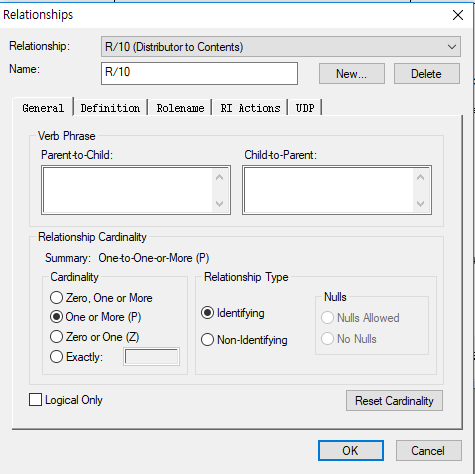 Relationships
Relationship: R/10 (Distributor to Contents)
Name: R/10 New... Delete
General Definition Rolename RI Actions UDP
Verb Phrase
Parent-to-Child: Child-to-Parent:
Relationship Cardinality
Summary: One-to-One-or-More (P)
Cardinality Relationship Type
Zero, One or More Identifying Nulls
One or More (P) Nulls Allowed
Zero or One (Z) Non-Identifying No Nulls
Exactly:
Logical Only Reset Cardinality
OK Cancel